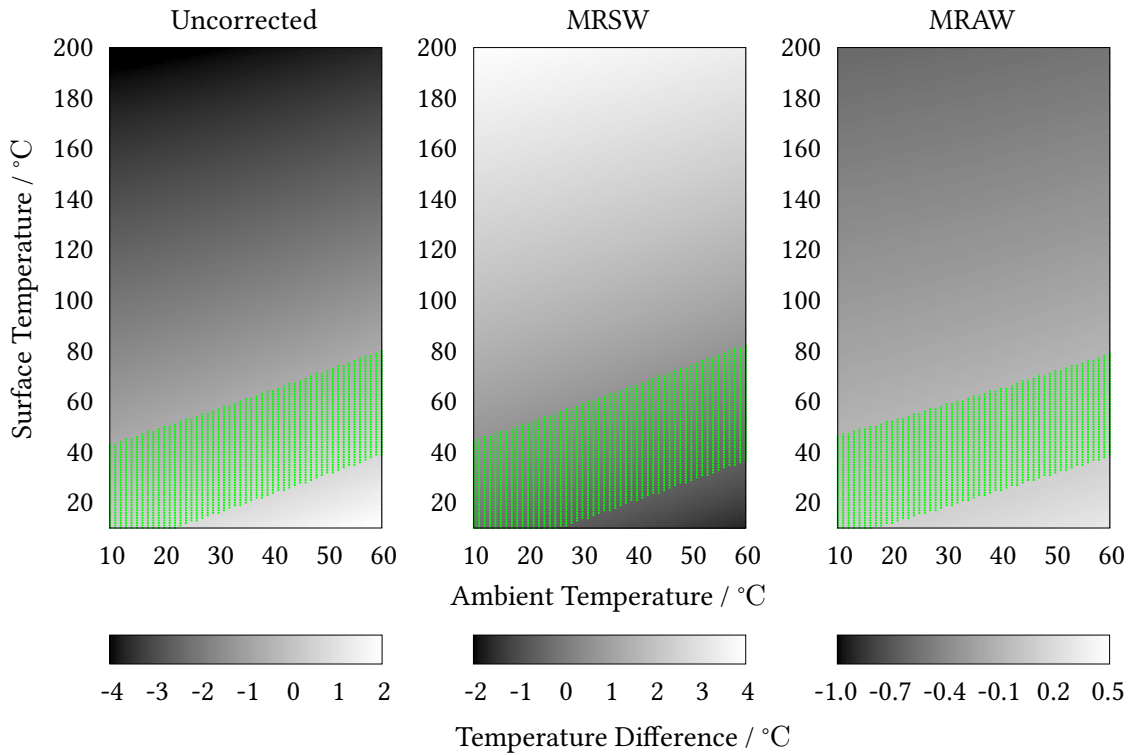 Uncorrected MRSW MRAW
200 200 200
180 180 180
160 160 160
140 140 140
120 120 120
100 100 100
80 80 80
60 60 60
40 40 40
20 20 20
Surface Temperature / °C
10 20 30 40 50 60 10 20 30 40 50 60 10 20 30 40 50 60
Ambient Temperature / °C
-4 -3 -2 -1 0 1 2 -2 -1 0 1 2 3 4 -1.0 -0.7 -0.4 -0.1 0.2 0.5
Temperature Difference / °C